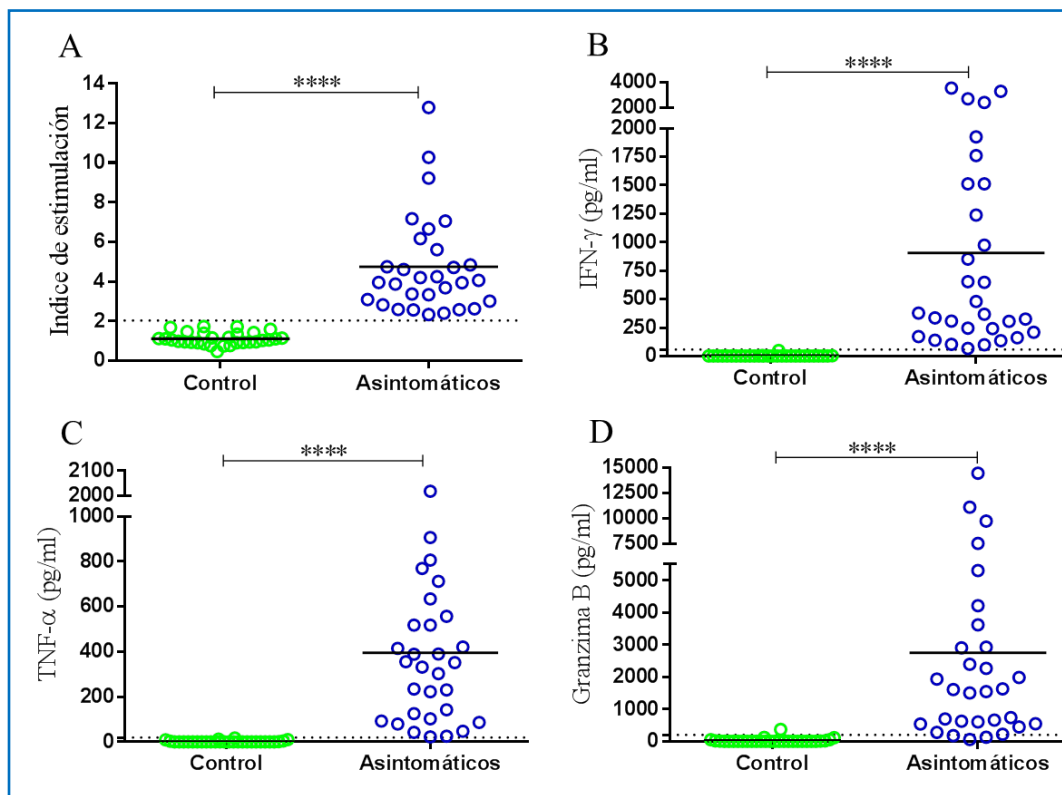 A
****
14
12
10
8
6
4
2
0
Indice de estimulación
Control
Asintomáticos
B
****
4000
2000
2000
1750
1500
1250
1000
750
500
250
0
IFN-γ (pg/ml)
Control
Asintomáticos
C
****
2100
2000
1000
800
600
400
200
0
TNF-α (pg/ml)
Control
Asintomáticos
D
****
15000
12500
10000
7500
5000
4000
3000
2000
1000
0
Granzima B (pg/ml)
Control
Asintomáticos